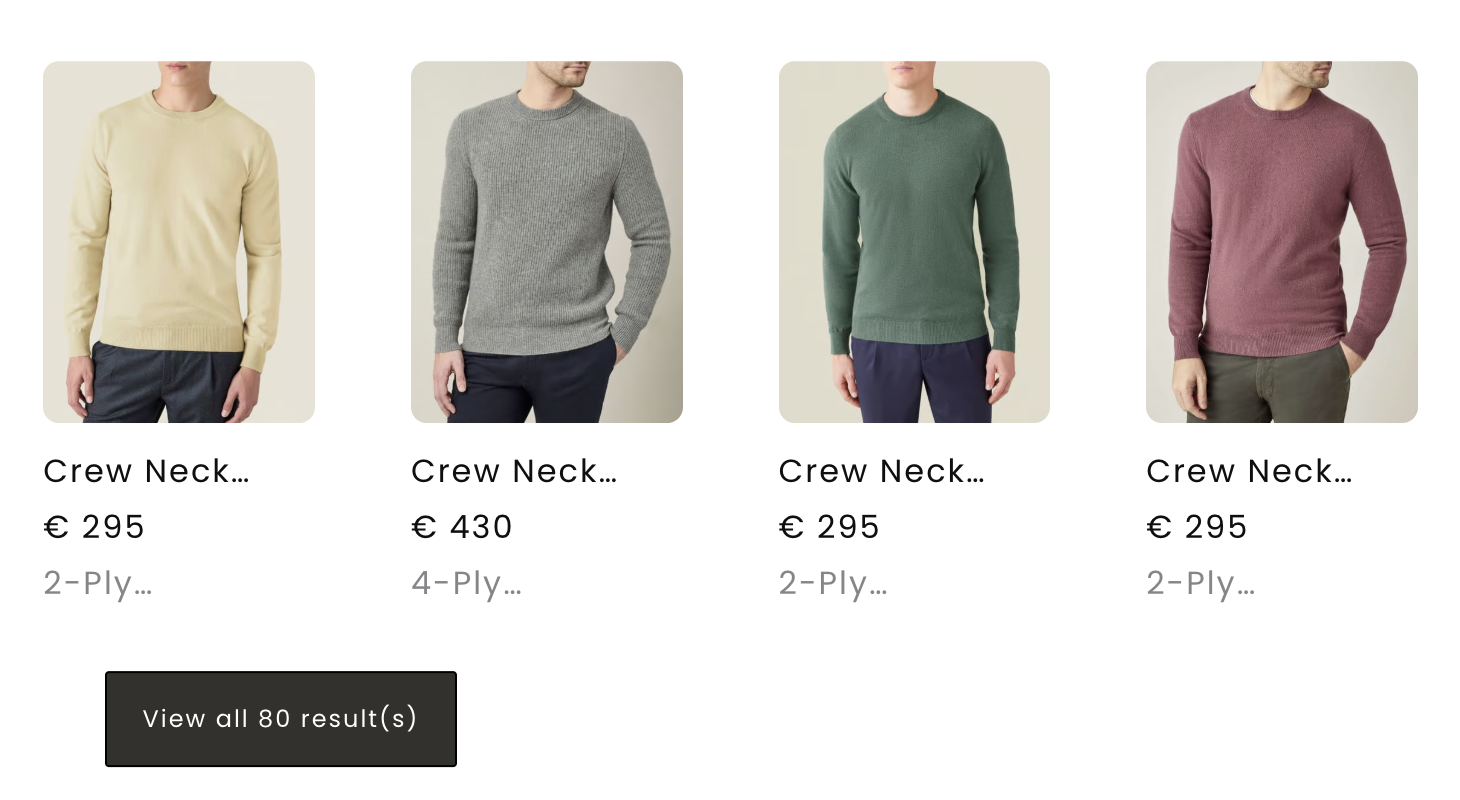 Crew Neck…
€ 295
2-Ply…
Crew Neck…
€ 430
4-Ply…
Crew Neck…
€ 295
2-Ply…
Crew Neck…
€ 295
2-Ply…
View all 80 result(s)